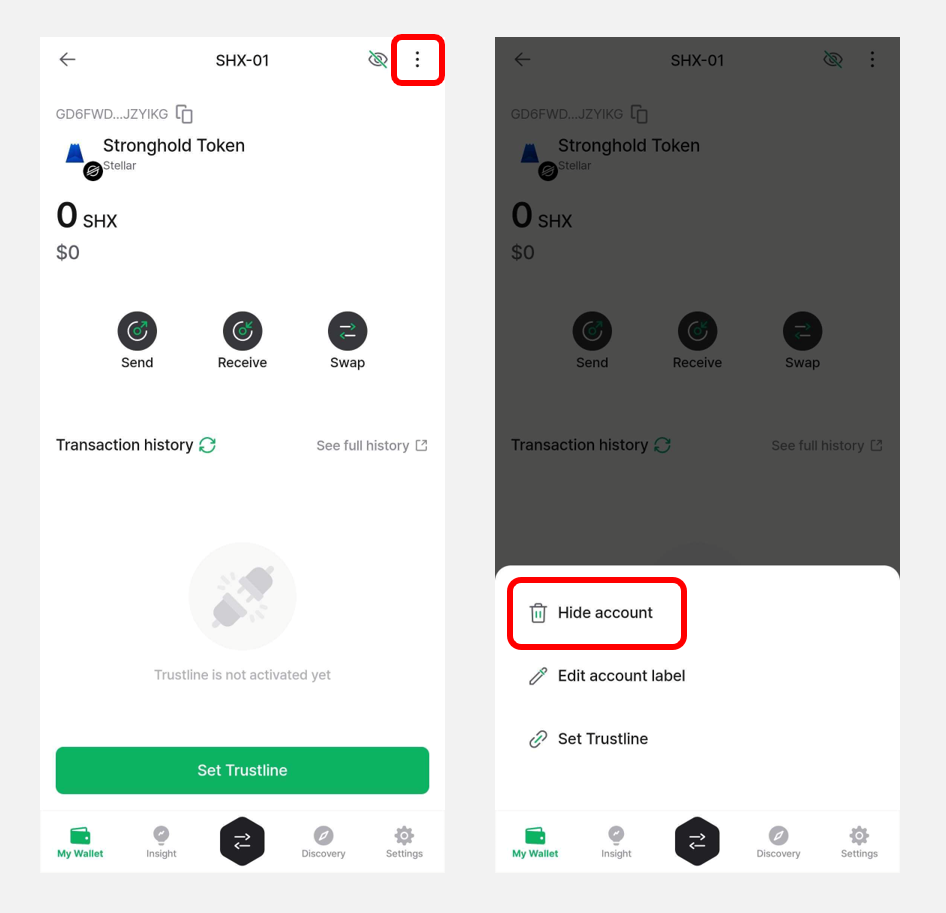 SHX-01
GD6FWD...JZYIKG
Stronghold Token
Stellar
0 SHX
$0
Send Receive Swap
Transaction history See full history
Trustline is not activated yet
Set Trustline
My Wallet Insight Discovery Settings
SHX-01
GD6FWD...JZYIKG
Stronghold Token
Stellar
0 SHX
$0
Send Receive Swap
Transaction history See full history
Hide account
Edit account label
Set Trustline
My Wallet Insight Discovery Settings